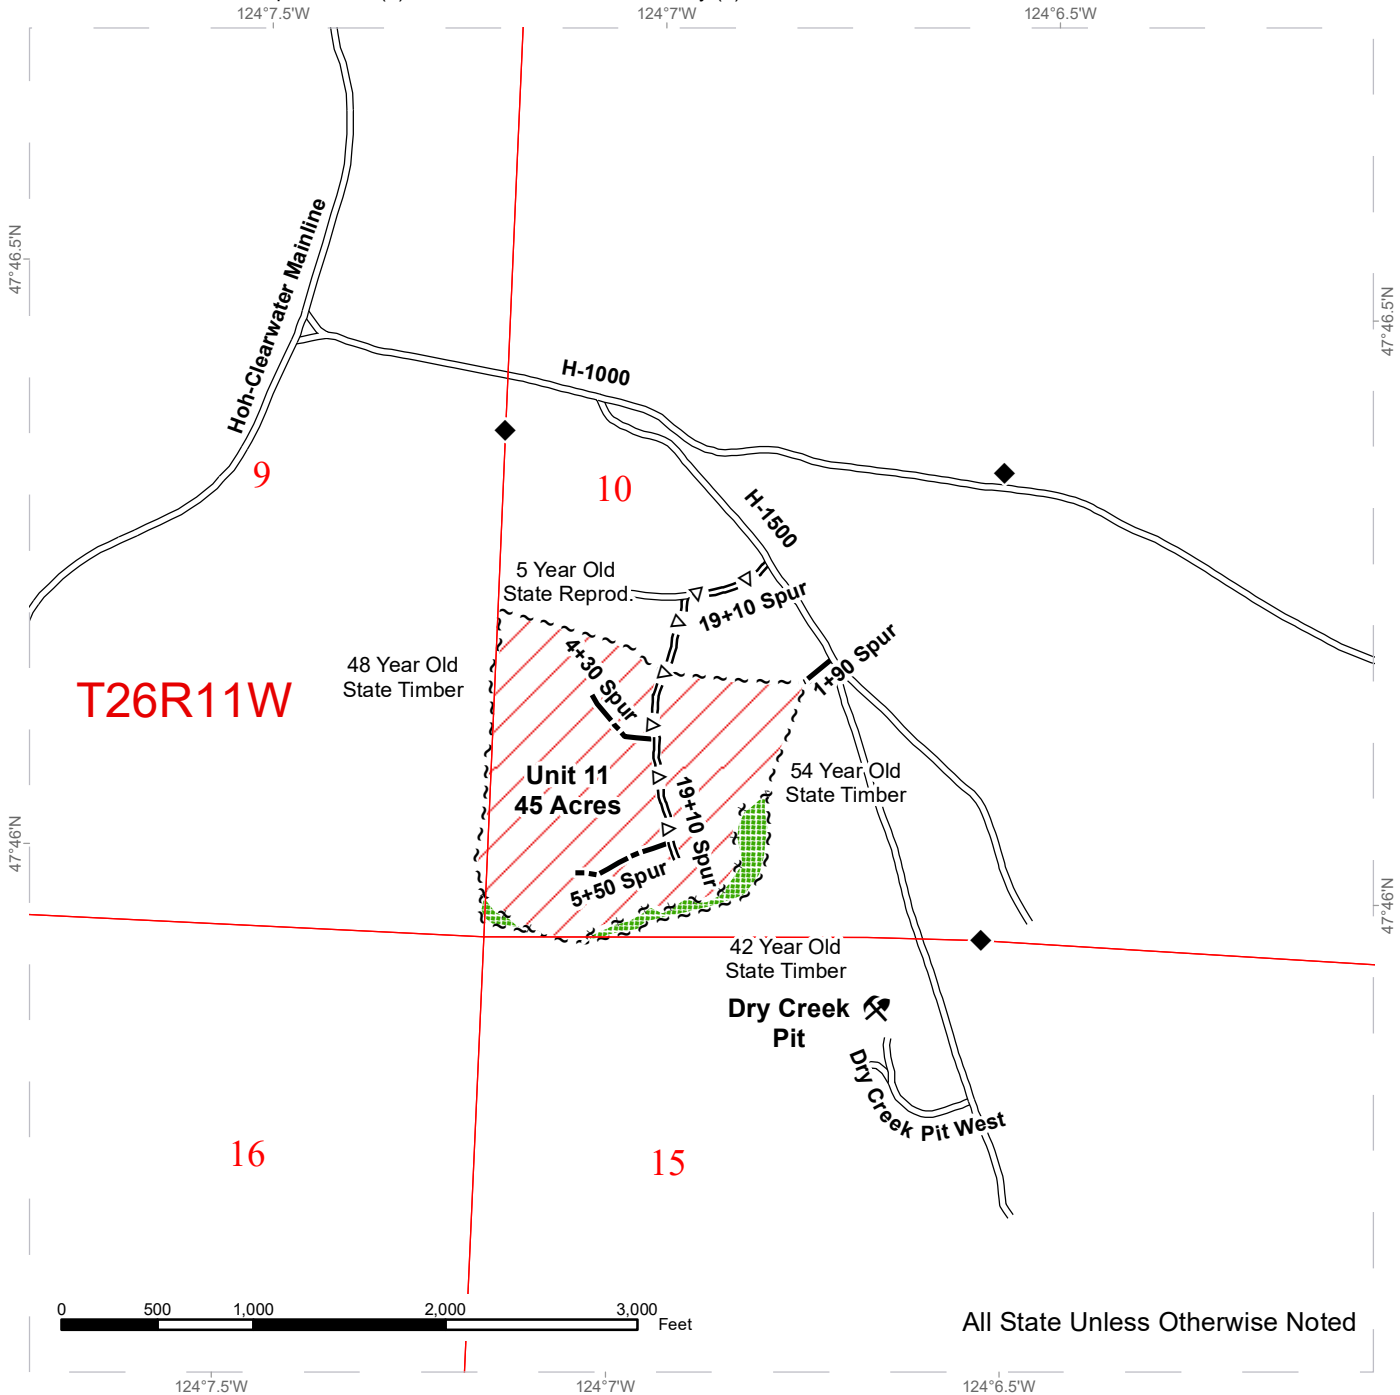 124°7.5'W
124°7'W
124°6.5'W
47°46.5'N
47°46.5'N
Hoh-Clearwater Mainline
H-1000
9
10
H-1500
5 Year Old
State Reprod.
19+10 Spur
48 Year Old
State Timber
4+30 Spur
1+90 Spur
T26R11W
Unit 11
45 Acres
54 Year Old
State Timber
19+10 Spur
5+50 Spur
47°46'N
47°46'N
42 Year Old
State Timber
Dry Creek
Pit
Dry Creek Pit West
16
15
0 500 1,000 2,000 3,000
Feet
All State Unless Otherwise Noted
124°7.5'W
124°7'W
124°6.5'W